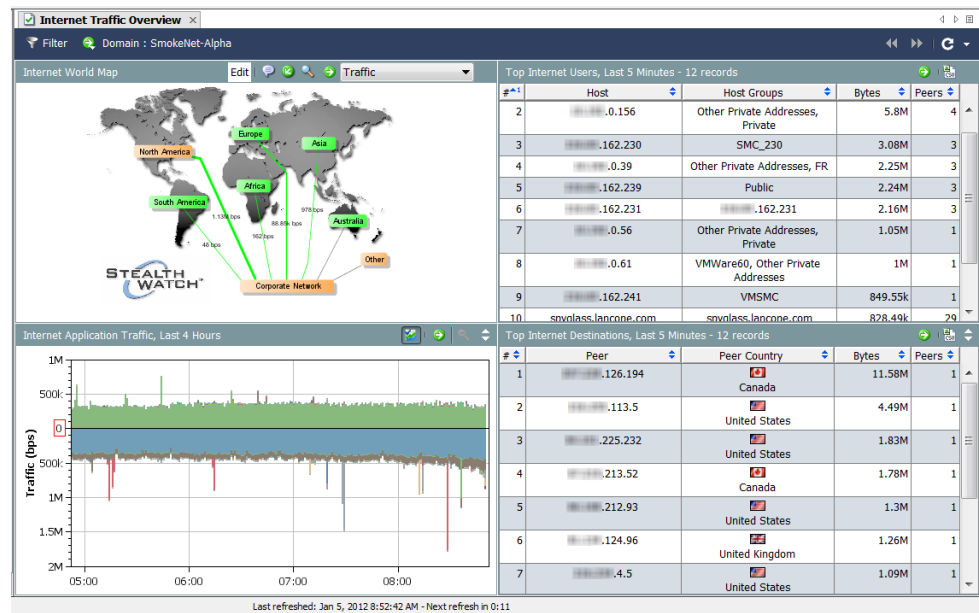 Internet Traffic Overview
Filter Domain : SmokeNet-Alpha
Internet World Map Edit Traffic
North America
Europe
Asia
Africa
South America
Australia
Other
Corporate Network
1.13M bps
88.85k bps
978 bps
162 bps
46 bps
STEALTH
WATCH™
Top Internet Users, Last 5 Minutes - 12 records
# 1 Host Host Groups Bytes Peers
2 .0.156 Other Private Addresses, Private 5.8M 4
3 .162.230 SMC_230 3.08M 3
4 .0.39 Other Private Addresses, FR 2.25M 3
5 .162.239 Public 2.24M 3
6 .162.231 .162.231 2.16M 3
7 .0.56 Other Private Addresses, Private 1.05M 1
8 .0.61 VMWare60, Other Private Addresses 1M 1
9 .162.241 VMSMC 849.55k 1
10 spyglass.lancope.com spyglass.lancope.com 828.49k 29
Internet Application Traffic, Last 4 Hours
Traffic (bps)
1M
500k
0
500k
1M
1.5M
2M
05:00 06:00 07:00 08:00
Top Internet Destinations, Last 5 Minutes - 12 records
# Peer Peer Country Bytes Peers
1 .126.194 Canada 11.58M 1
2 .113.5 United States 4.49M 1
3 .225.232 United States 1.83M 1
4 .213.52 Canada 1.78M 1
5 .212.93 United States 1.3M 1
6 .124.96 United Kingdom 1.26M 1
7 .4.5 United States 1.09M 1
Last refreshed: Jan 5, 2012 8:52:42 AM - Next refresh in 0:11